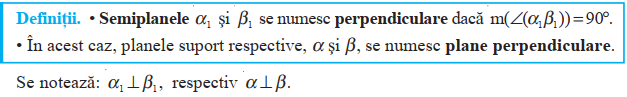 Definiții. • Semiplanele α₁ și β₁ se numesc perpendiculare dacă m(∠(α₁β₁))=90°.
• În acest caz, planele suport respective, α și β, se numesc plane perpendiculare.
Se notează: α₁⊥β₁, respectiv α⊥β.